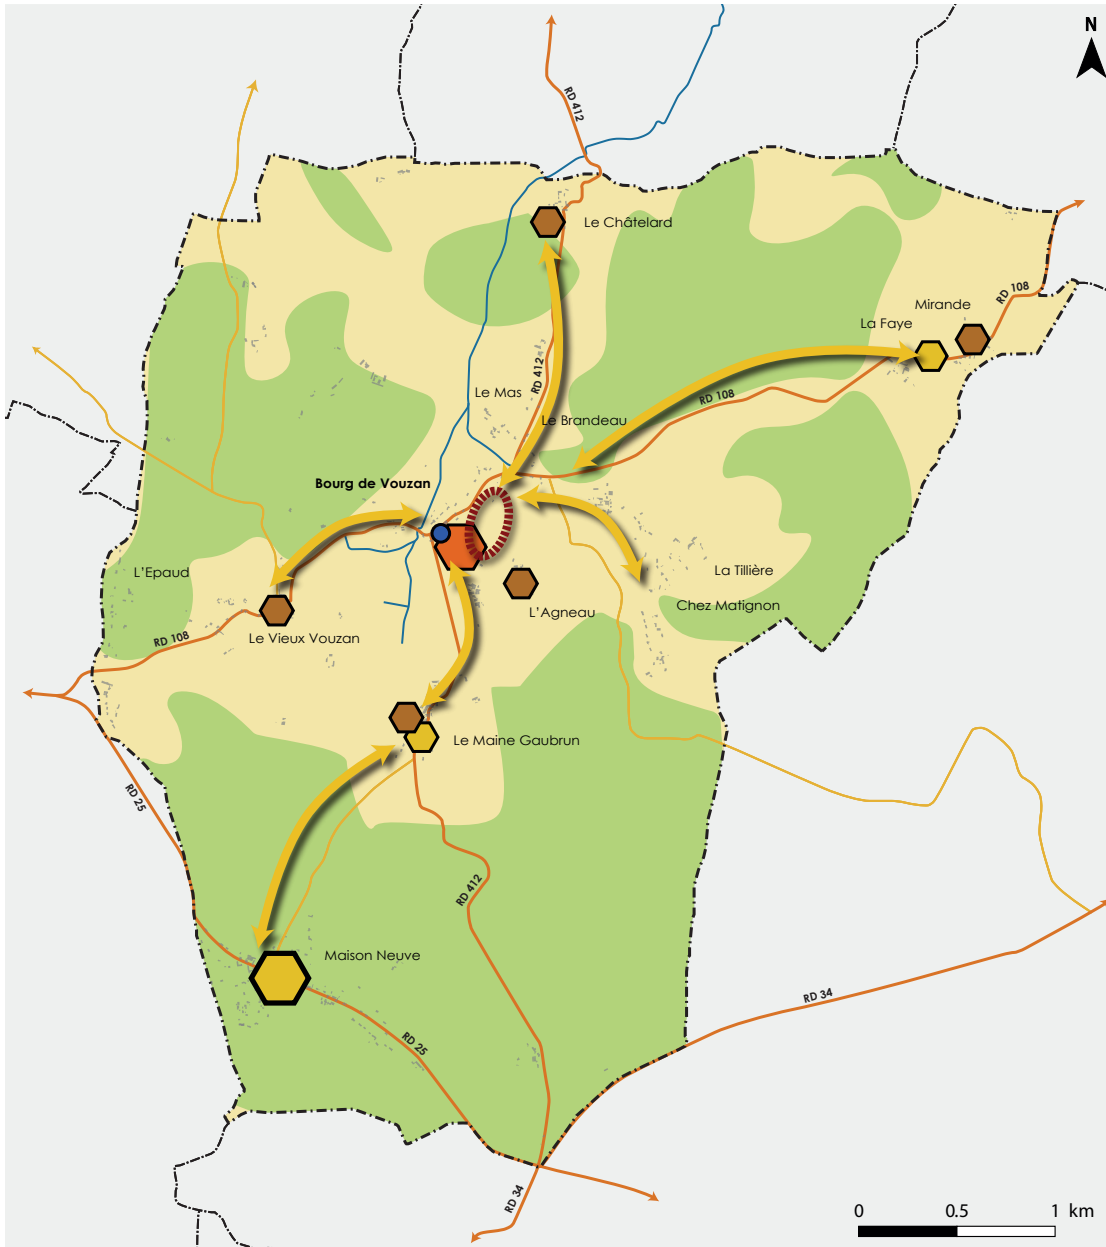 N
RD 412
Le Châtelard
RD 108
Mirande
La Faye
RD 412
Le Mas
RD 108
Le Brandeau
Bourg de Vouzan
L'Epaud
La Tillière
Chez Matignon
L'Agneau
Le Vieux Vouzan
RD 108
Le Maine Gaubrun
RD 25
RD 412
Maison Neuve
RD 34
RD 25
RD 34
0 0.5 1 km